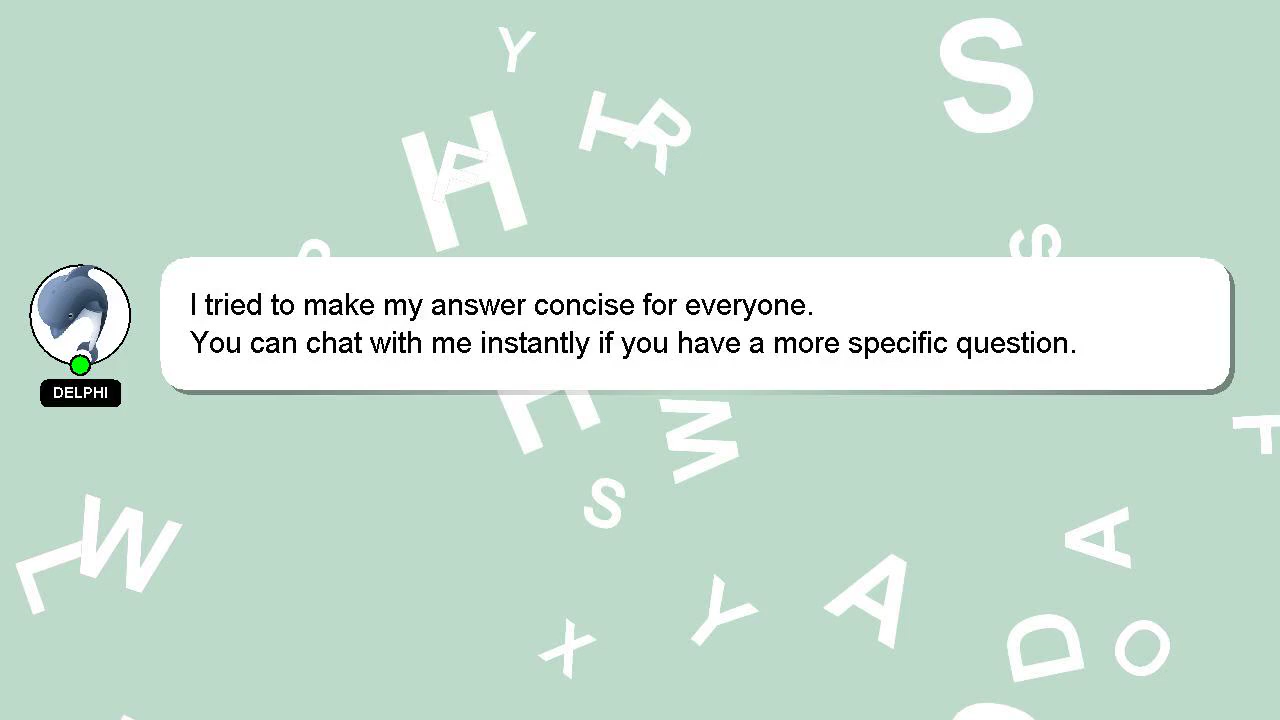 Y
S
H
A
T
R
S
I tried to make my answer concise for everyone.
You can chat with me instantly if you have a more specific question.
DELPHI
H
W
T
S
L
W
A
A
X
Y
D
O